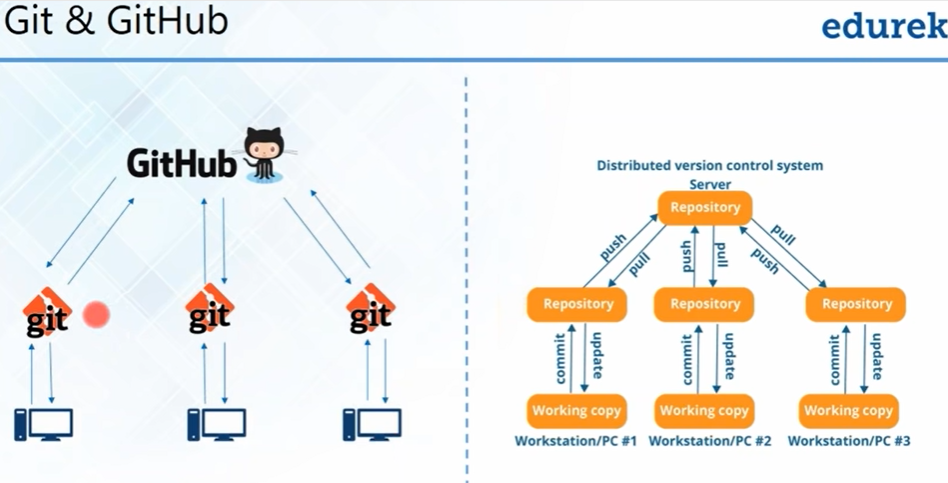 Git & GitHub
edurek
GitHub
git
git
git
Distributed version control system
Server
Repository
push
pull
push
pull
pull
push
Repository
Repository
Repository
commit
update
commit
update
commit
update
Working copy
Working copy
Working copy
Workstation/PC #1
Workstation/PC #2
Workstation/PC #3